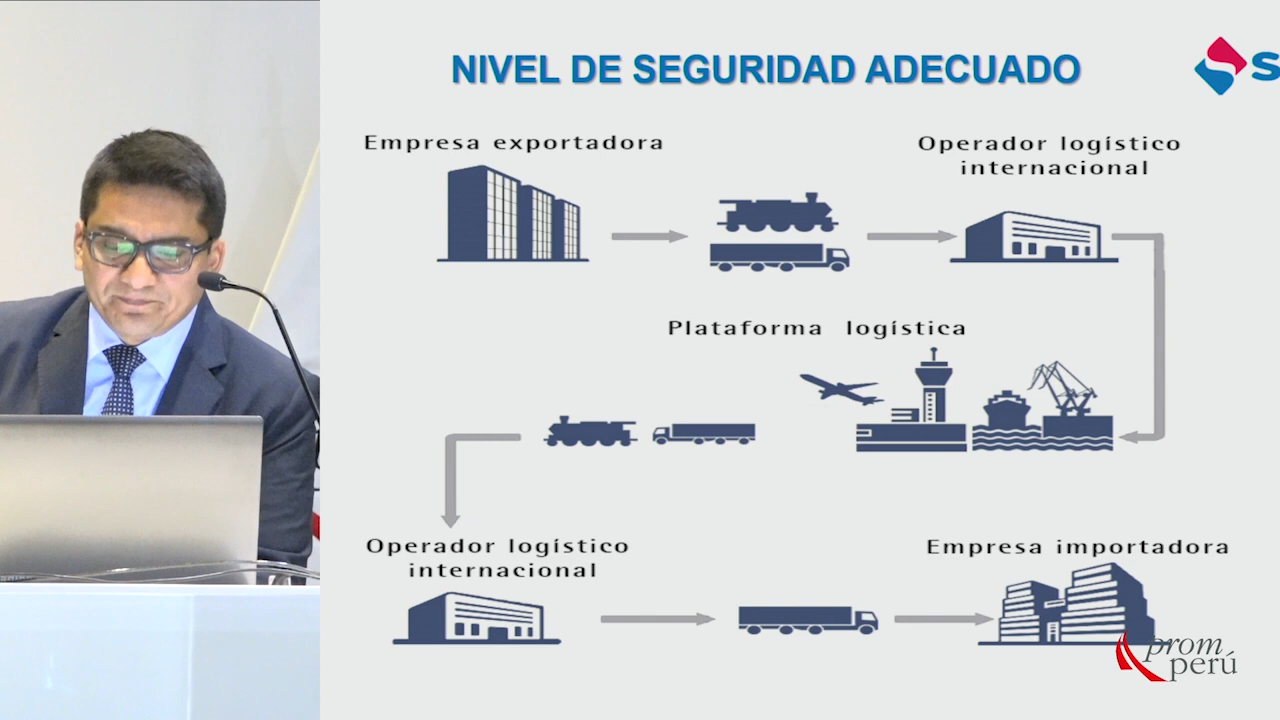 NIVEL DE SEGURIDAD ADECUADO
S
Empresa exportadora
Operador logístico
internacional
Plataforma logística
Operador logístico
internacional
Empresa importadora
prom
perú